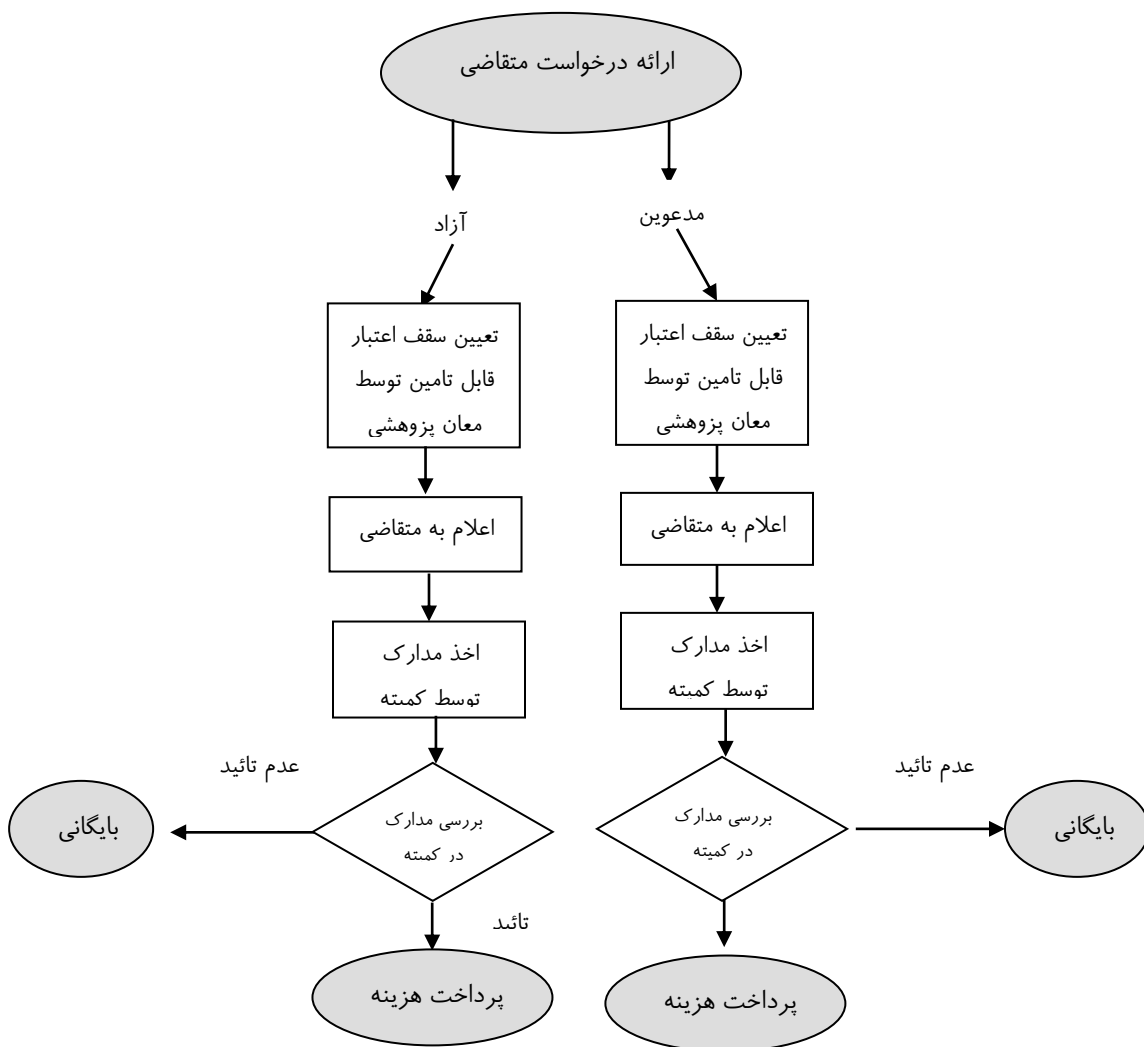 ارائه درخواست متقاضی
مدعوین
آزاد
تعیین سقف اعتبار
قابل تامین توسط
معان پزوهشی
تعیین سقف اعتبار
قابل تامین توسط
معان پزوهشی
اعلام به متقاضی
اعلام به متقاضی
اخذ مدارک
توسط کمیته
اخذ مدارک
توسط کمیته
عدم تائید
عدم تائید
بایگانی
بررسی مدارک
در کمیته
بررسی مدارک
در کمیته
بایگانی
تائید
پرداخت هزینه
پرداخت هزینه